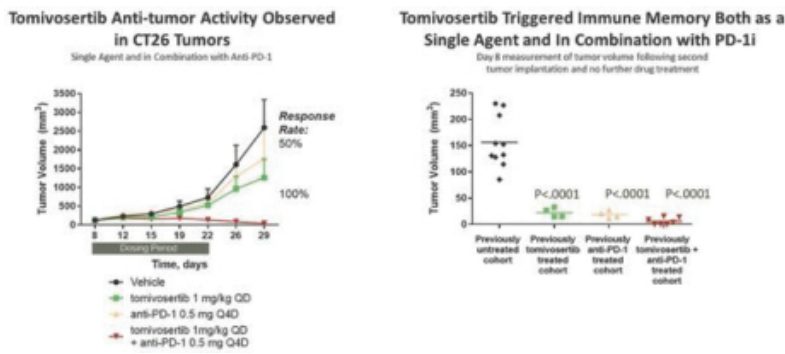 Tomivosertib Anti-tumor Activity Observed
in CT26 Tumors
Single Agent and in Combination with Anti-PD-1
Tumor Volume (mm³)
3500
3000
2500
2000
1500
1000
500
0
8 12 15 19 22 26 29
Dosing Period
Time, days
Response
Rate:
50%
100%
Vehicle
tomivosertib 1 mg/kg QD
anti-PD-1 0.5 mg Q4D
tomivosertib 1mg/kg QD
+ anti-PD-1 0.5 mg Q4D
Tomivosertib Triggered Immune Memory Both as a
Single Agent and In Combination with PD-1i
Day 8 measurement of tumor volume following second
tumor implantation and no further drug treatment
Tumor Volume (mm³)
250
200
150
100
50
0
P<.0001 P<.0001 P<.0001
Previously
untreated
cohort
Previously
tomivosertib
treated
cohort
Previously
anti-PD-1
treated
cohort
Previously
tomivosertib +
anti-PD-1
treated
cohort